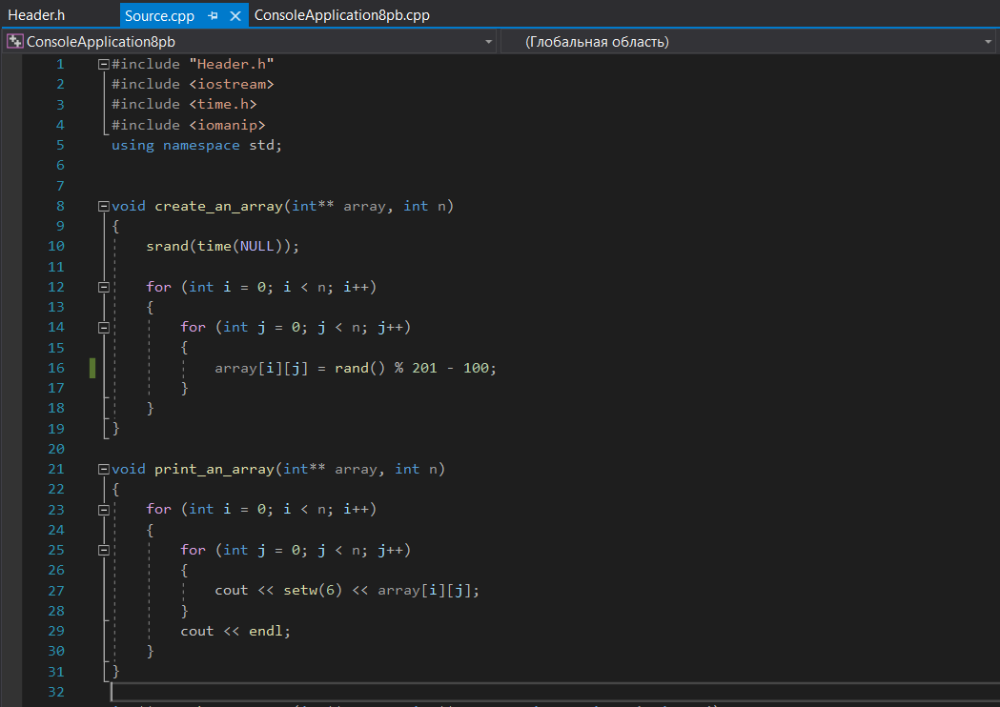 Header.h Source.cpp ConsoleApplication8pb.cpp
ConsoleApplication8pb (Глобальная область)
1 #include "Header.h"
2 #include <iostream>
3 #include <time.h>
4 #include <iomanip>
5 using namespace std;
6
7
8 void create_an_array(int** array, int n)
9 {
10 srand(time(NULL));
11
12 for (int i = 0; i < n; i++)
13 {
14 for (int j = 0; j < n; j++)
15 {
16 array[i][j] = rand() % 201 - 100;
17 }
18 }
19 }
20
21 void print_an_array(int** array, int n)
22 {
23 for (int i = 0; i < n; i++)
24 {
25 for (int j = 0; j < n; j++)
26 {
27 cout << setw(6) << array[i][j];
28 }
29 cout << endl;
30 }
31 }
32